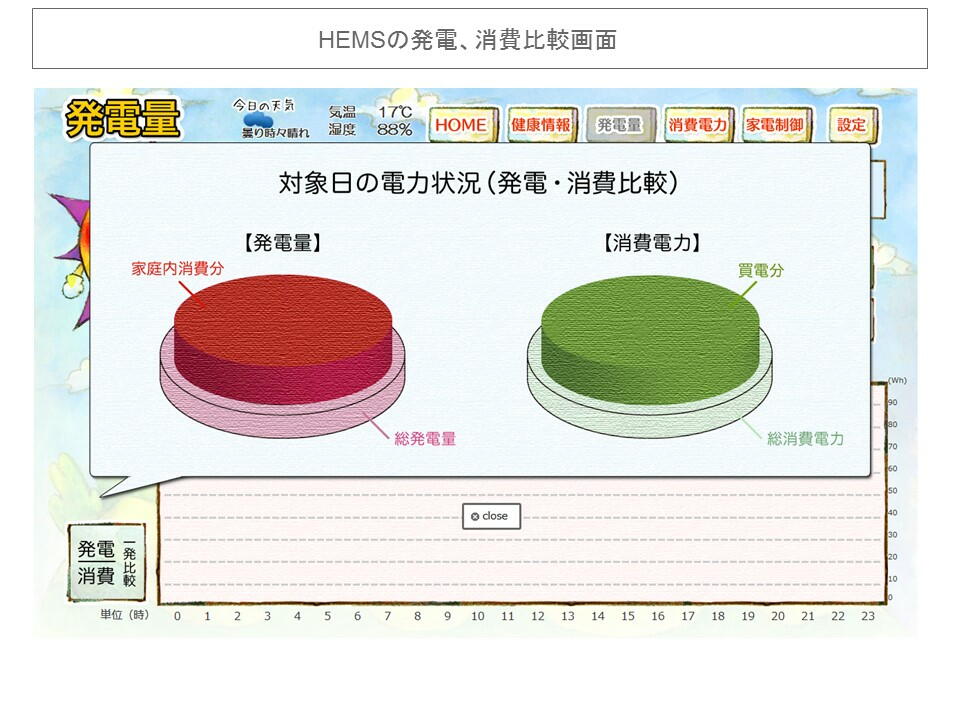 HEMSの発電、消費比較画面
発電量
今日の天気
曇り時々晴れ
気温 17℃
湿度 88%
HOME
健康情報
発電量
消費電力
家電制御
設定
対象日の電力状況（発電・消費比較）
【発電量】
【消費電力】
家庭内消費分
買電分
総発電量
総消費電力
(Wh)
90
80
70
60
50
40
30
20
10
0
close
発電
消費
一発比較
単位（時） 0 1 2 3 4 5 6 7 8 9 10 11 12 13 14 15 16 17 18 19 20 21 22 23